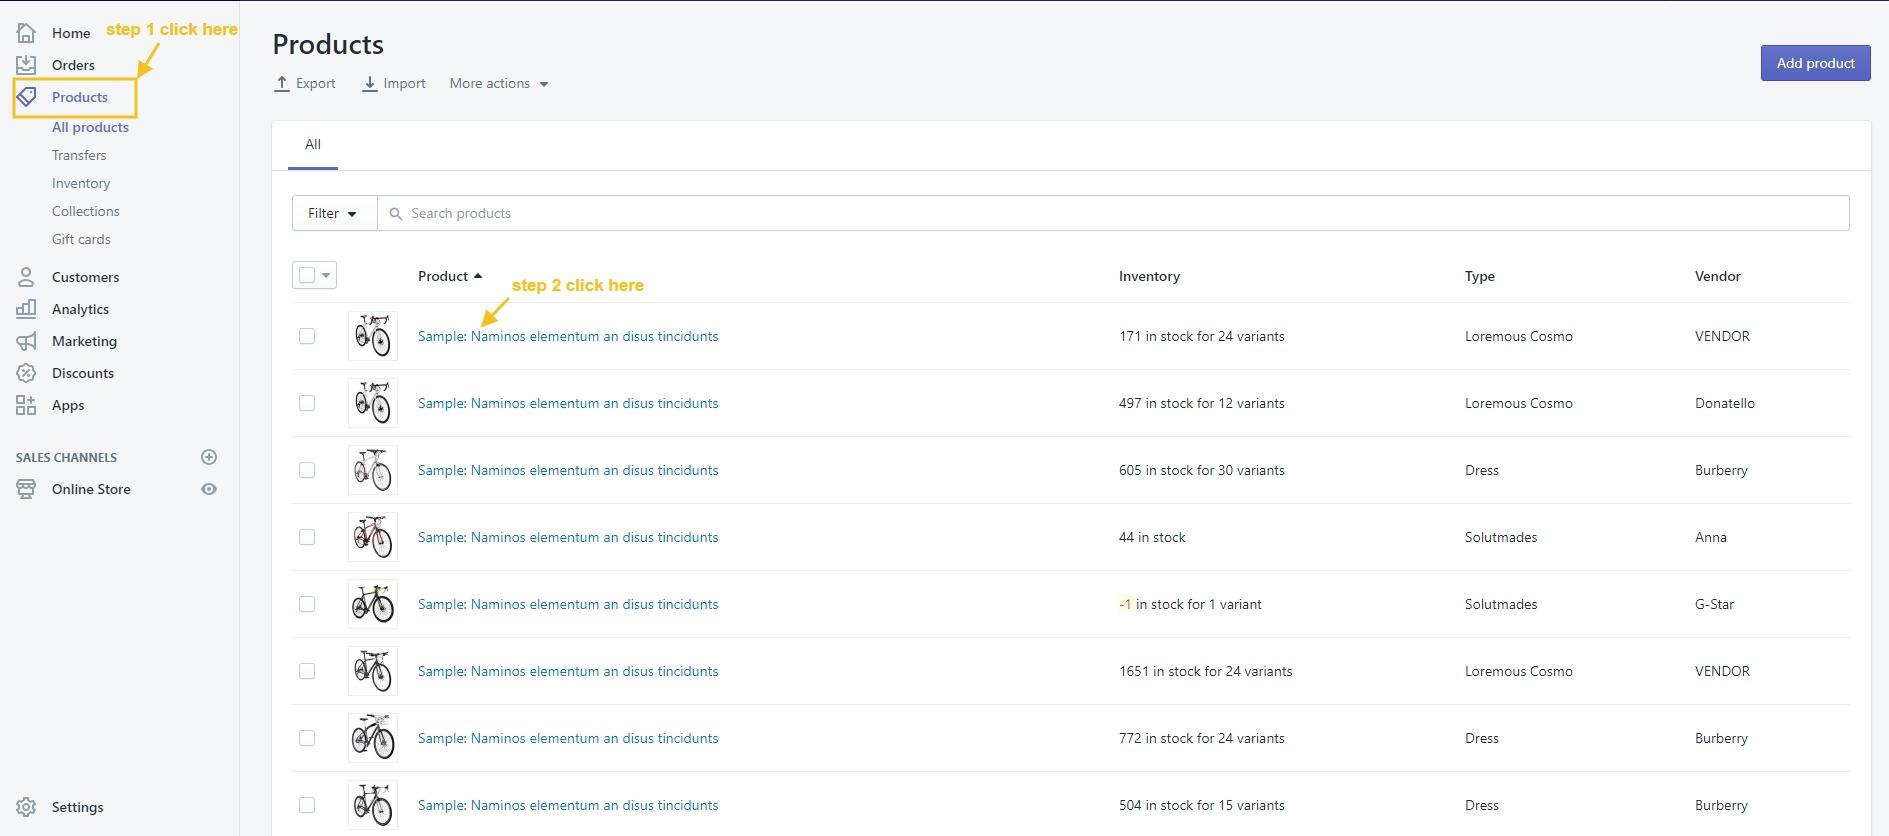 Home
step 1 click here
Orders
Products
All products
Transfers
Inventory
Collections
Gift cards
Customers
Analytics
Marketing
Discounts
Apps
SALES CHANNELS
Online Store
Settings
Products
Export Import More actions
Add product
All
Filter Search products
Product Inventory Type Vendor
step 2 click here
Sample: Naminos elementum an disus tincidunts 171 in stock for 24 variants Loremous Cosmo VENDOR
Sample: Naminos elementum an disus tincidunts 497 in stock for 12 variants Loremous Cosmo Donatello
Sample: Naminos elementum an disus tincidunts 605 in stock for 30 variants Dress Burberry
Sample: Naminos elementum an disus tincidunts 44 in stock Solutmades Anna
Sample: Naminos elementum an disus tincidunts -1 in stock for 1 variant Solutmades G-Star
Sample: Naminos elementum an disus tincidunts 1651 in stock for 24 variants Loremous Cosmo VENDOR
Sample: Naminos elementum an disus tincidunts 772 in stock for 24 variants Dress Burberry
Sample: Naminos elementum an disus tincidunts 504 in stock for 15 variants Dress Burberry